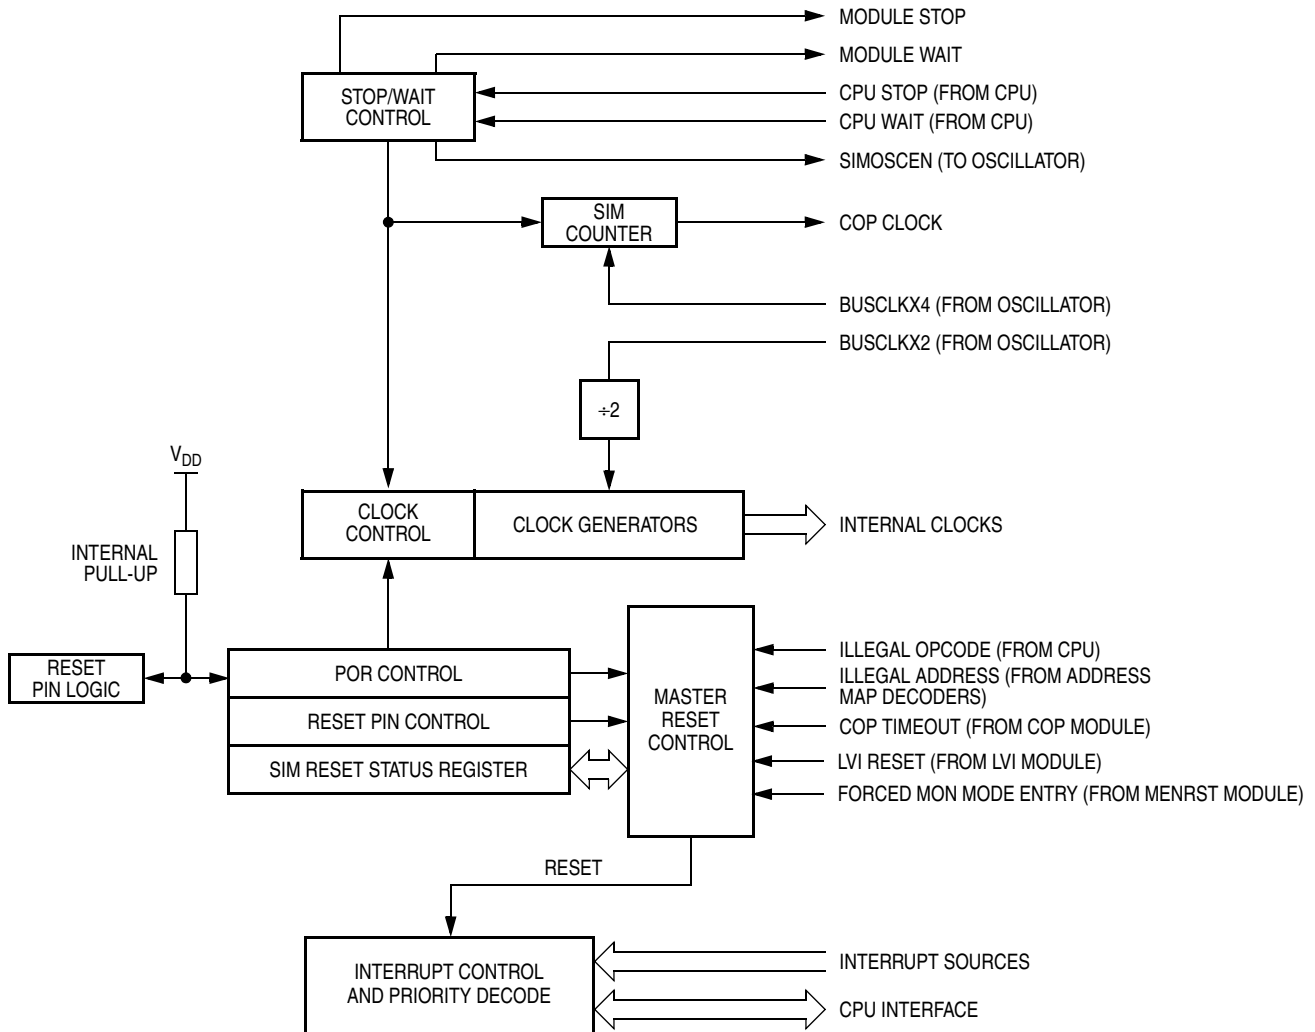 MODULE STOP
MODULE WAIT
STOP/WAIT
CONTROL
CPU STOP (FROM CPU)
CPU WAIT (FROM CPU)
SIMOSCEN (TO OSCILLATOR)
SIM
COUNTER
COP CLOCK
BUSCLKX4 (FROM OSCILLATOR)
BUSCLKX2 (FROM OSCILLATOR)
÷2
VDD
INTERNAL
PULL-UP
CLOCK
CONTROL
CLOCK GENERATORS
INTERNAL CLOCKS
RESET
PIN LOGIC
POR CONTROL
RESET PIN CONTROL
SIM RESET STATUS REGISTER
MASTER
RESET
CONTROL
ILLEGAL OPCODE (FROM CPU)
ILLEGAL ADDRESS (FROM ADDRESS
MAP DECODERS)
COP TIMEOUT (FROM COP MODULE)
LVI RESET (FROM LVI MODULE)
FORCED MON MODE ENTRY (FROM MENRST MODULE)
RESET
INTERRUPT CONTROL
AND PRIORITY DECODE
INTERRUPT SOURCES
CPU INTERFACE